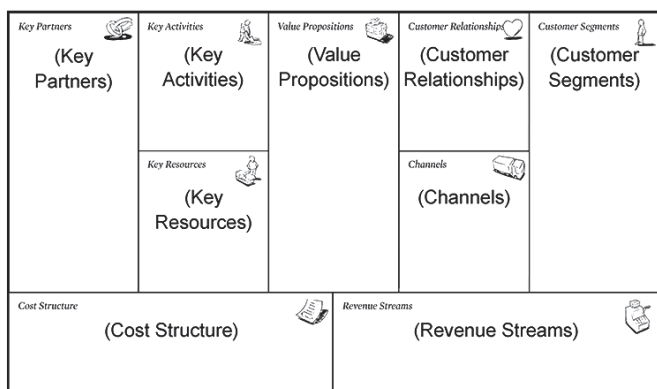 Key Partners
(Key
Partners)
Key Activities
(Key
Activities)
Key Resources
(Key
Resources)
Value Propositions
(Value
Propositions)
Customer Relationships
(Customer
Relationships)
Channels
(Channels)
Customer Segments
(Customer
Segments)
Cost Structure
(Cost Structure)
Revenue Streams
(Revenue Streams)